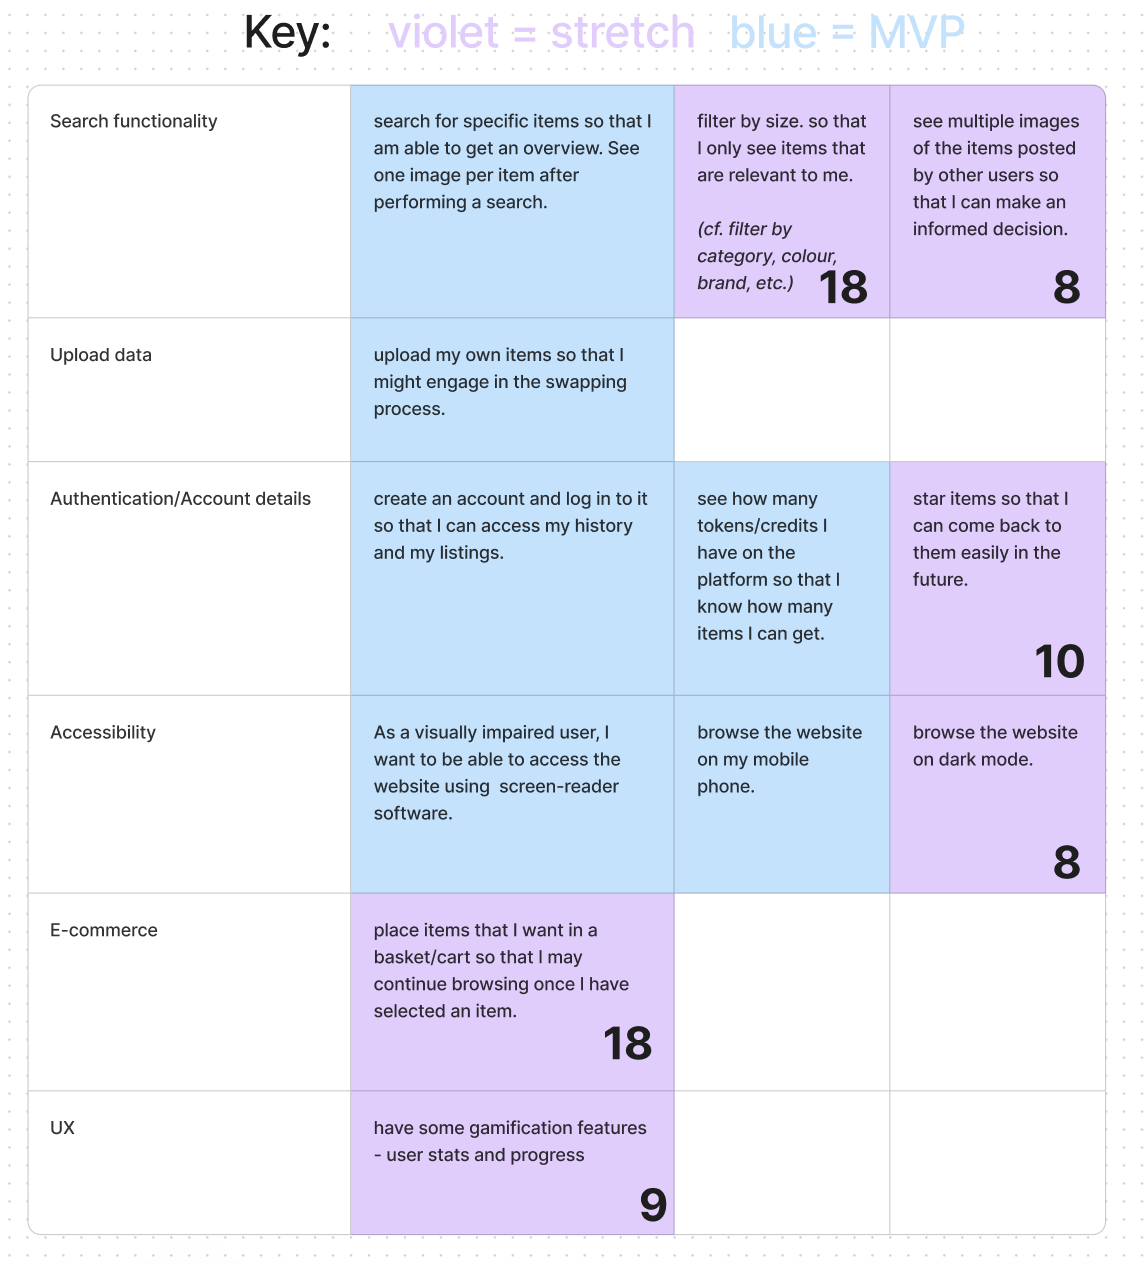 Key: violet = stretch blue = MVP
Search functionality
search for specific items so that I
am able to get an overview. See
one image per item after
performing a search.
filter by size. so that
I only see items that
are relevant to me.
(cf. filter by
category, colour,
brand, etc.)
18
see multiple images
of the items posted
by other users so
that I can make an
informed decision.
8
Upload data
upload my own items so that I
might engage in the swapping
process.
Authentication/Account details
create an account and log in to it
so that I can access my history
and my listings.
see how many
tokens/credits I
have on the
platform so that I
know how many
items I can get.
star items so that I
can come back to
them easily in the
future.
10
Accessibility
As a visually impaired user, I
want to be able to access the
website using  screen-reader
software.
browse the website
on my mobile
phone.
browse the website
on dark mode.
8
E-commerce
place items that I want in a
basket/cart so that I may
continue browsing once I have
selected an item.
18
UX
have some gamification features
- user stats and progress
9